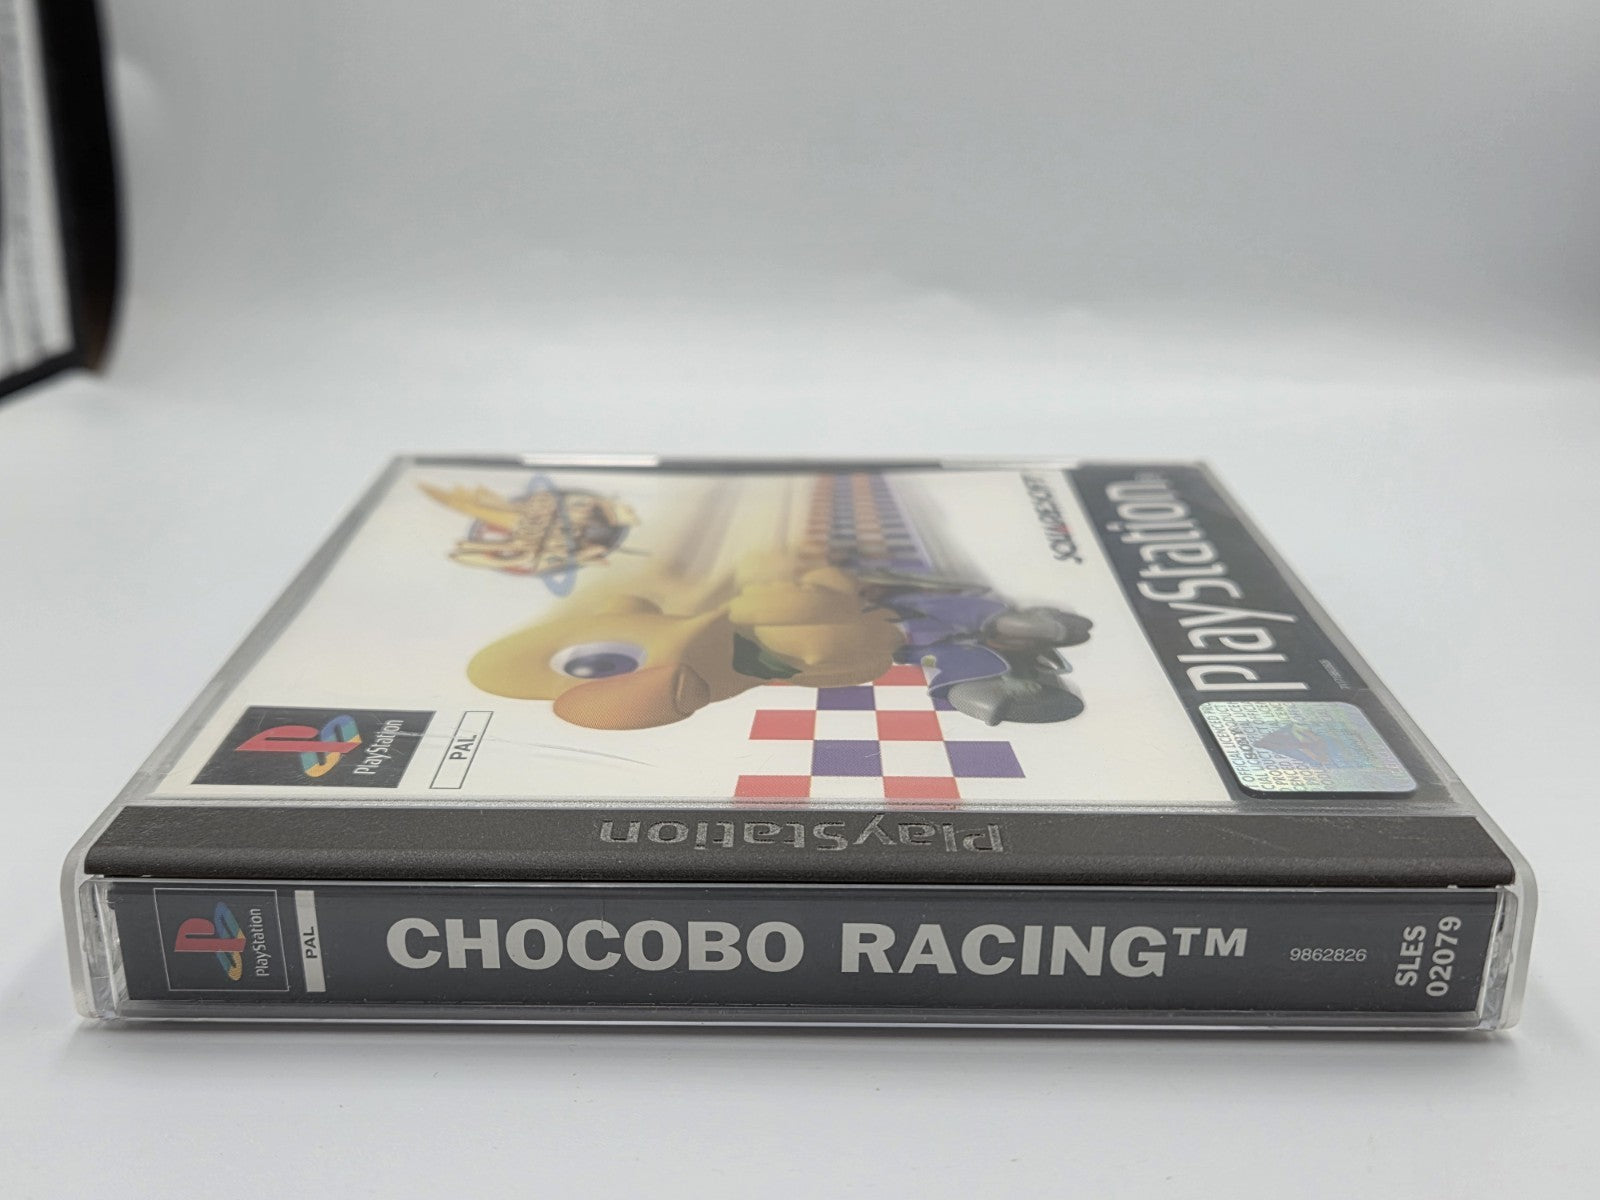 SQUARESOFT
PlayStation
PlayStation
PAL
PlayStation
PlayStation
PAL
CHOCOBO RACING™
9862826
SLES
02079